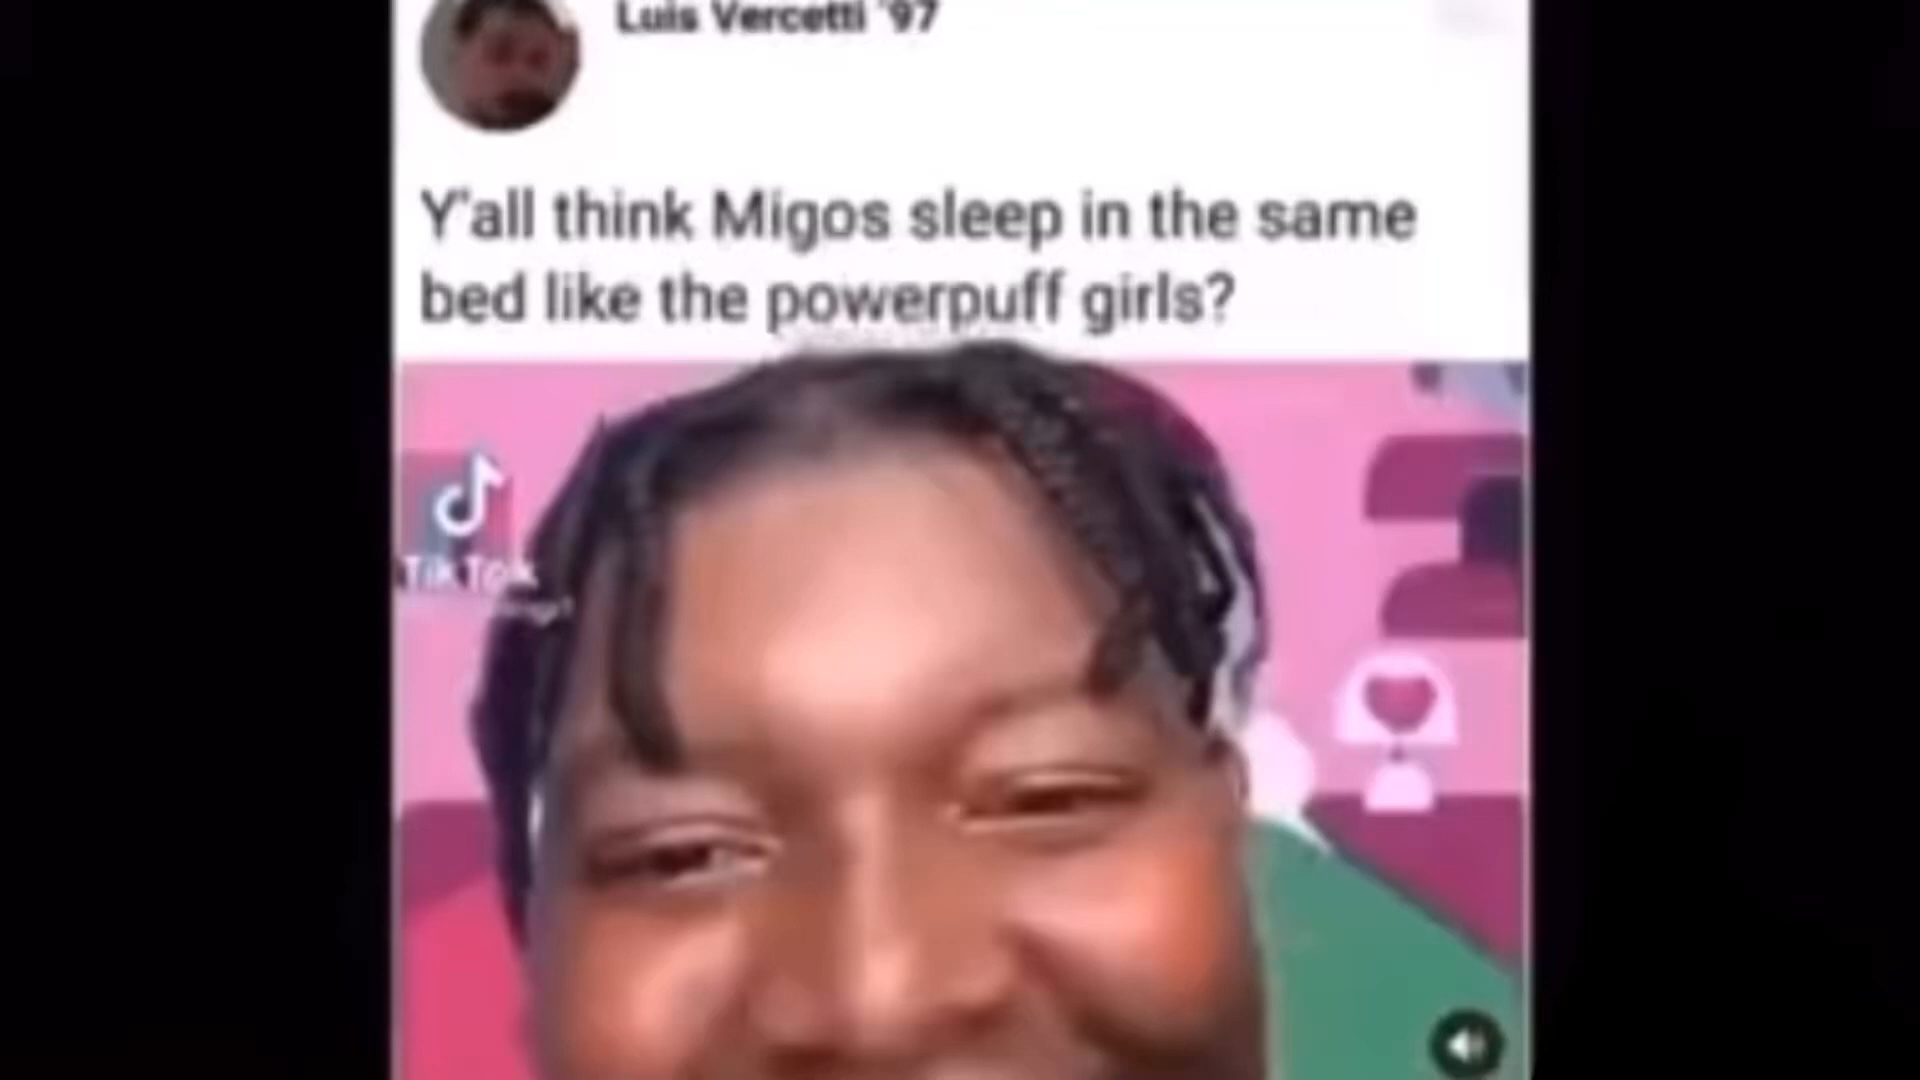 Luis Vercetti '97
Y'all think Migos sleep in the same
bed like the powerpuff girls?
TikTok